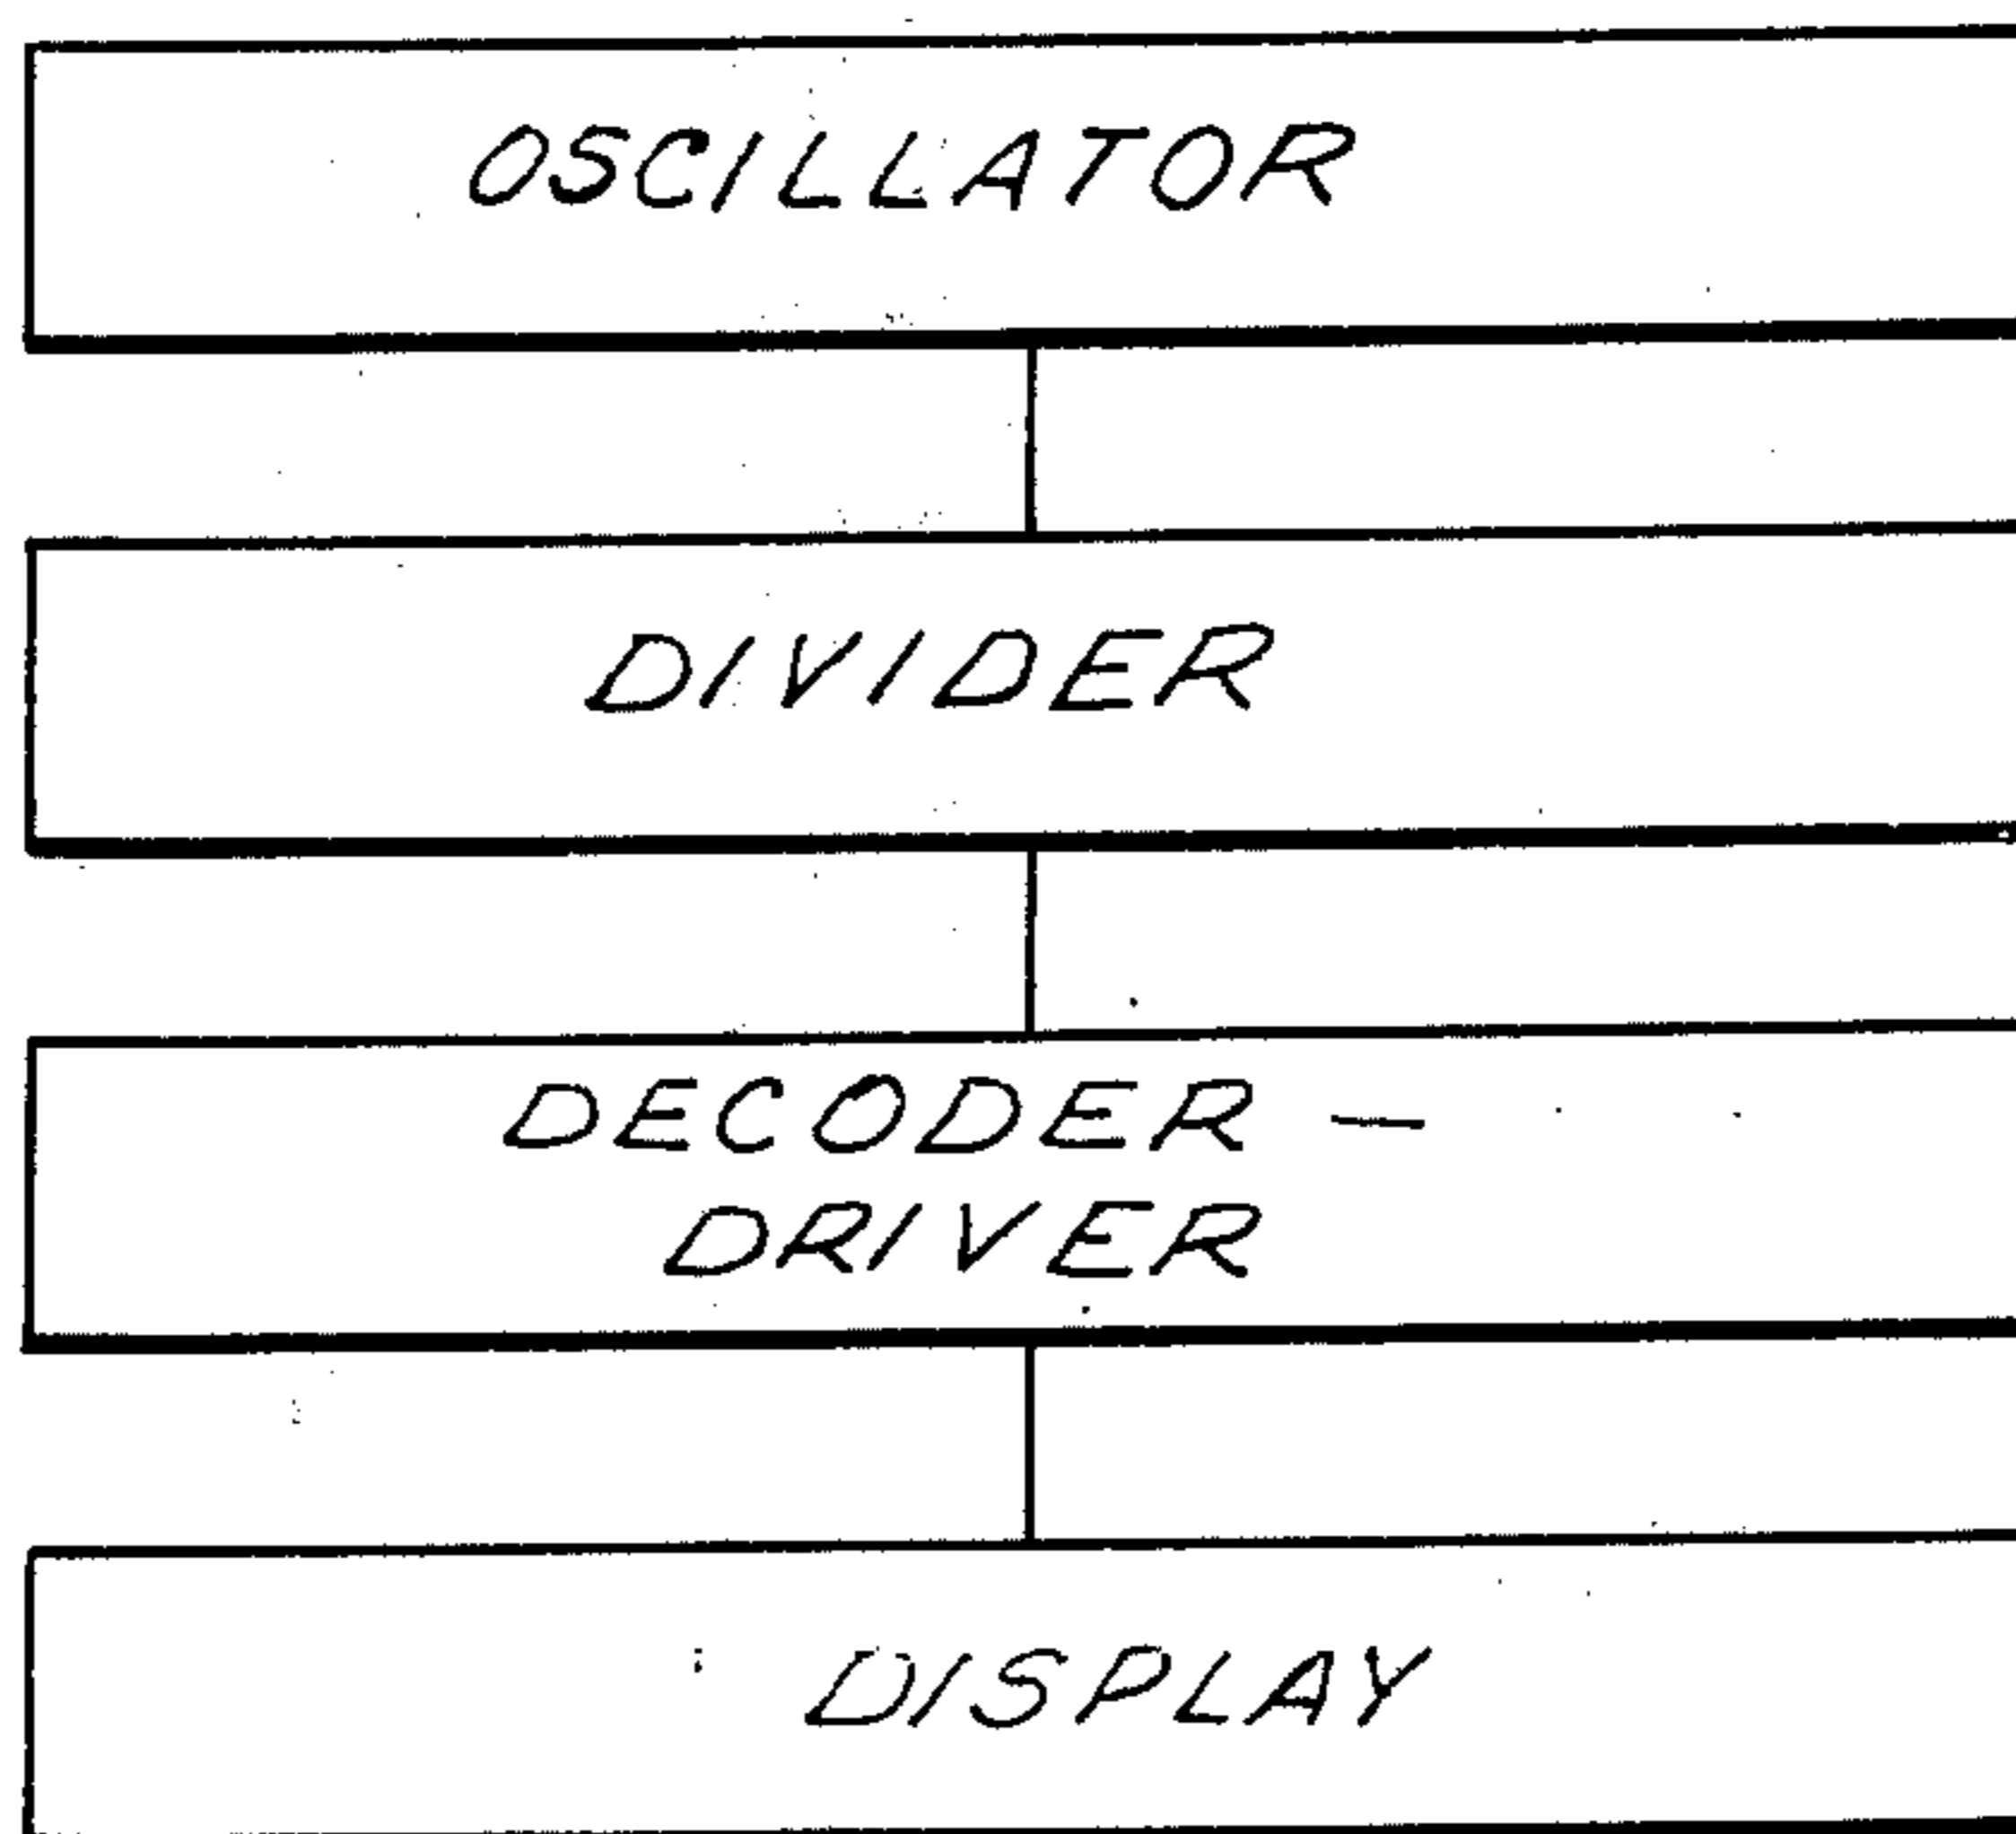 OSCILLATOR
DIVIDER
DECODER —
DRIVER
DISPLAY